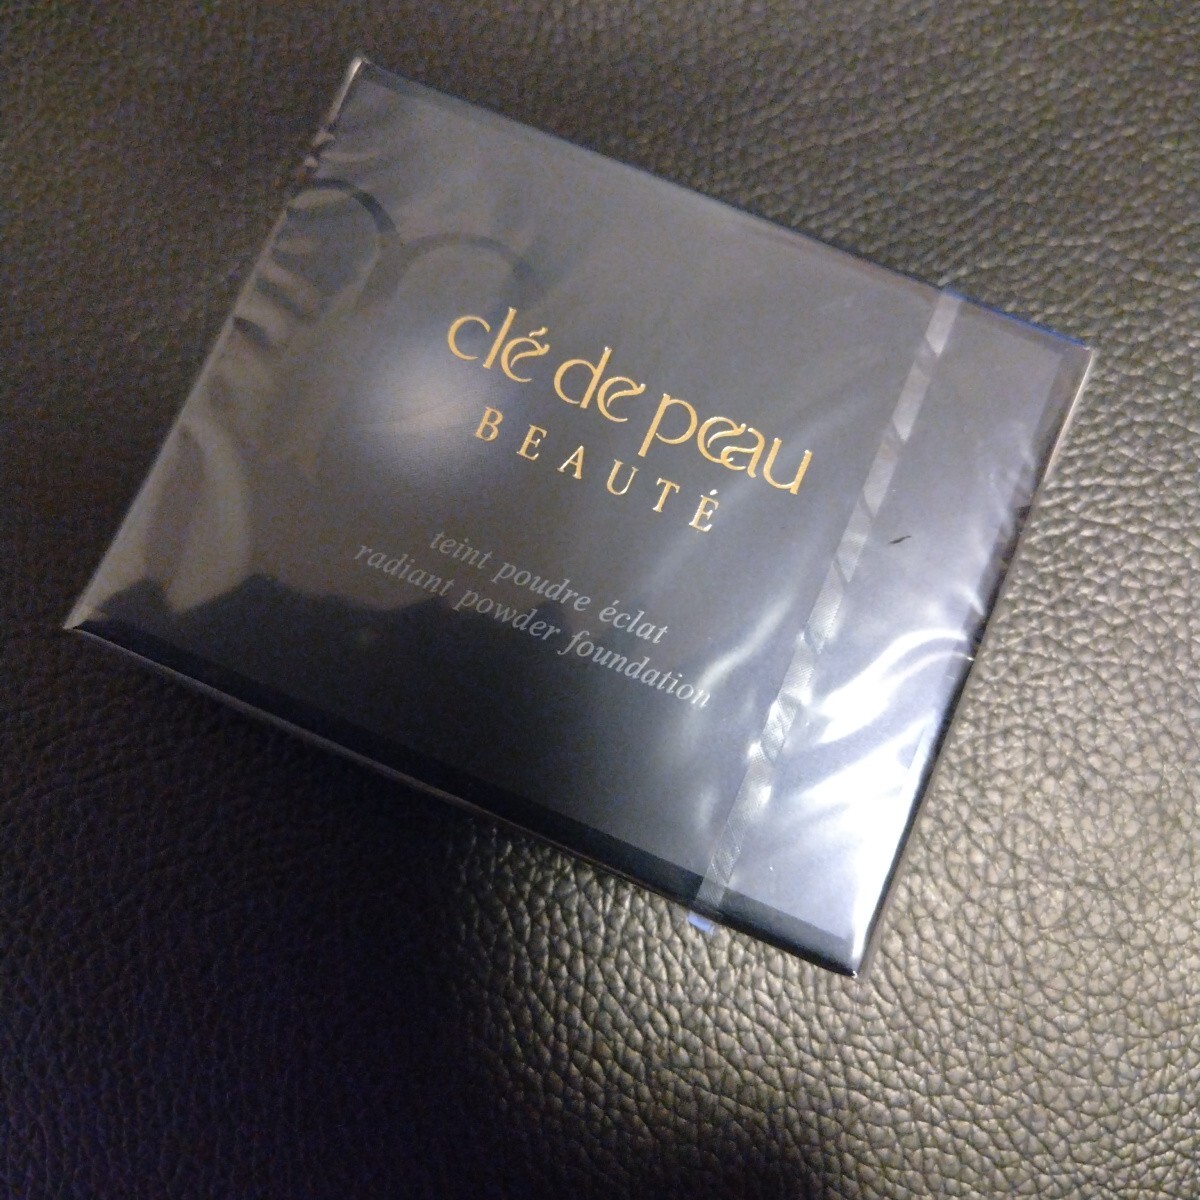 clé de peau
BEAUTÉ
teint poudre éclat
radiant powder foundation